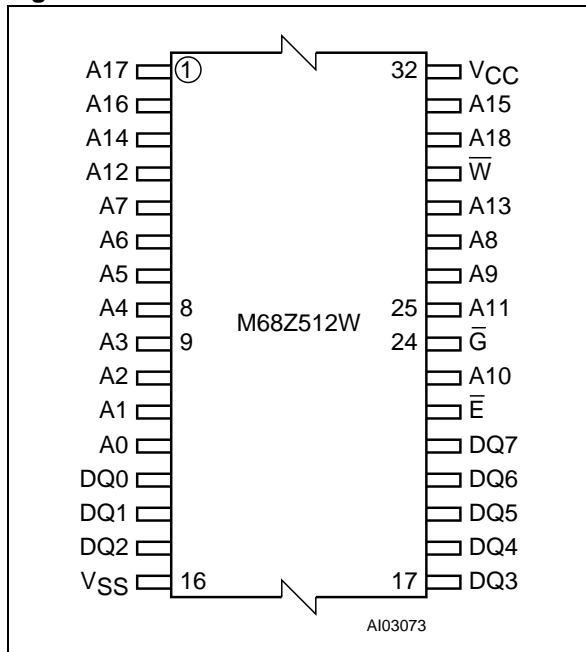 A17 ① 32 VCC
A16 A15
A14 A18
A12 W̅
A7 A13
A6 A8
A5 A9
A4 8 25 A11
M68Z512W
A3 9 24 G̅
A2 A10
A1 E̅
A0 DQ7
DQ0 DQ6
DQ1 DQ5
DQ2 DQ4
VSS 16 17 DQ3
AI03073